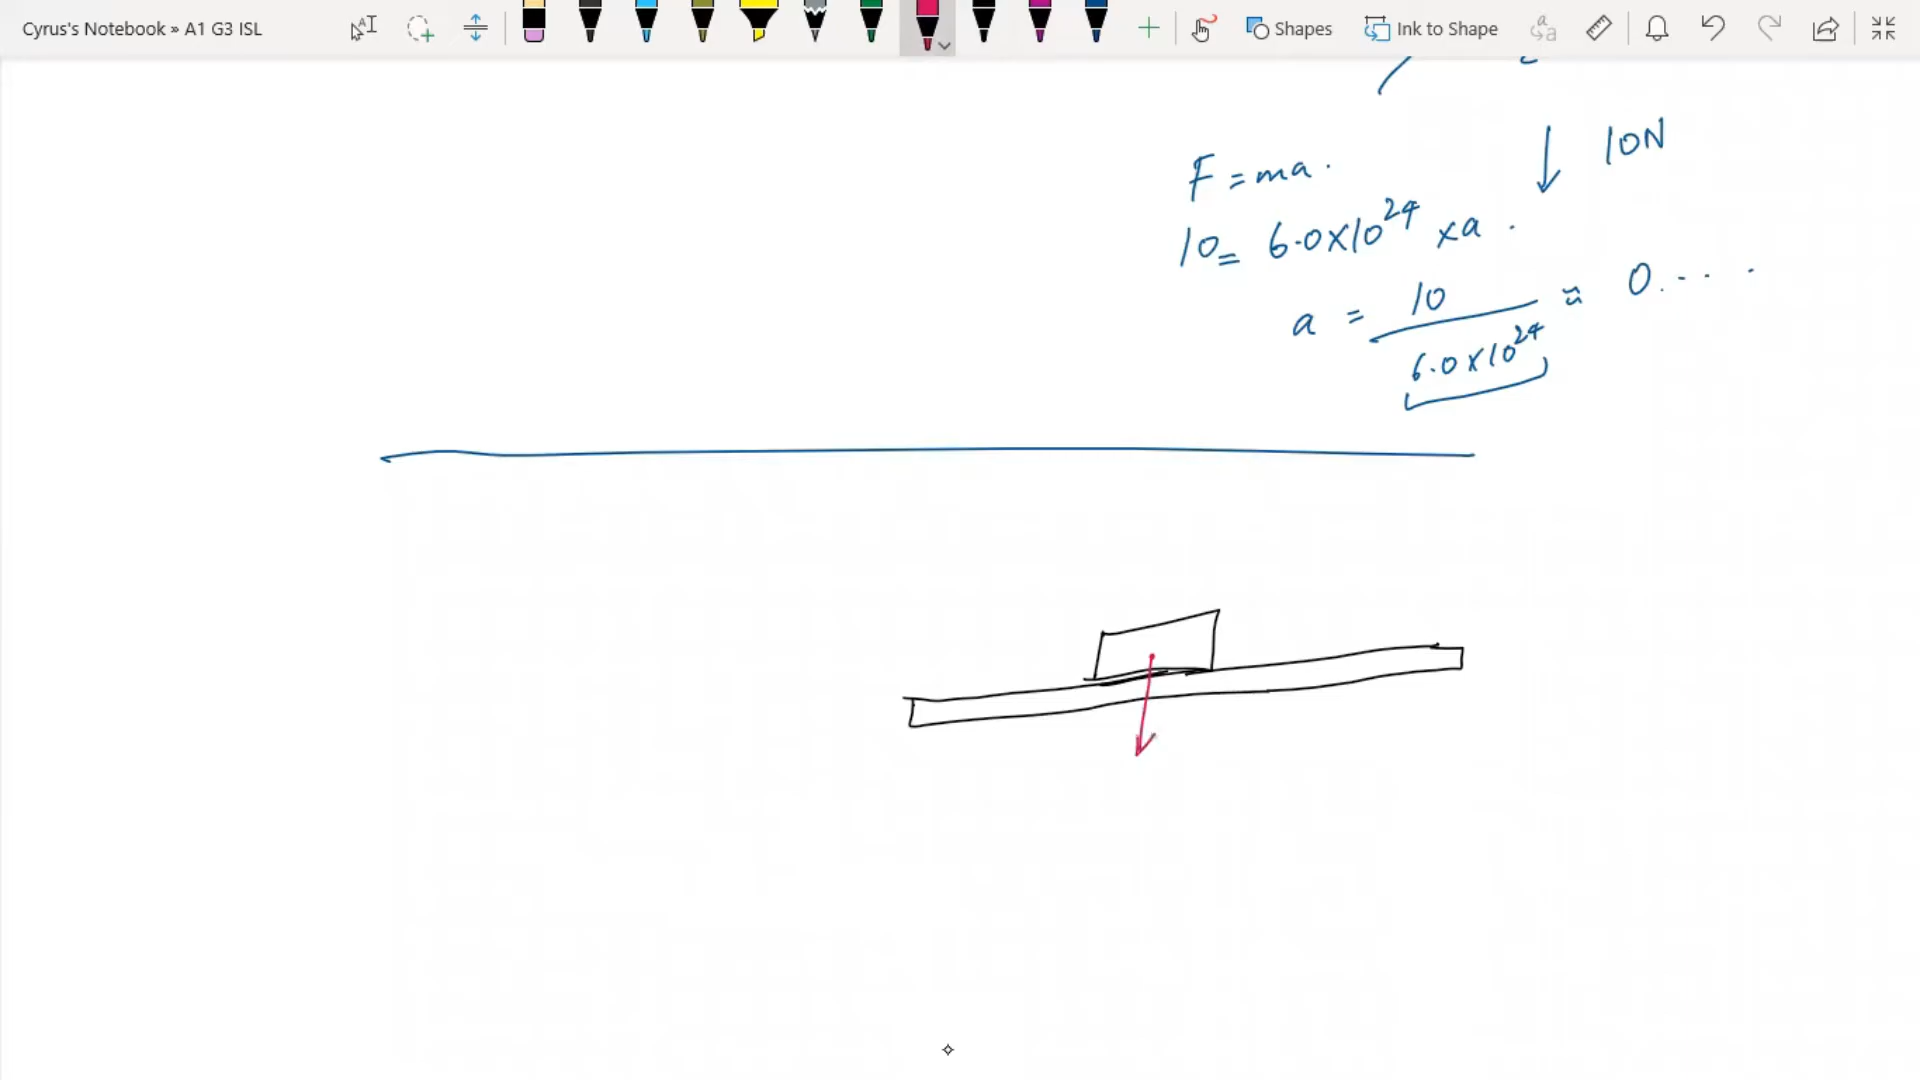 Cyrus's Notebook » A1 G3 ISL
Shapes
Ink to Shape
10N
F = ma.
10 = 6.0×10²⁴ × a.
a = 10 / 6.0×10²⁴ ≈ 0....